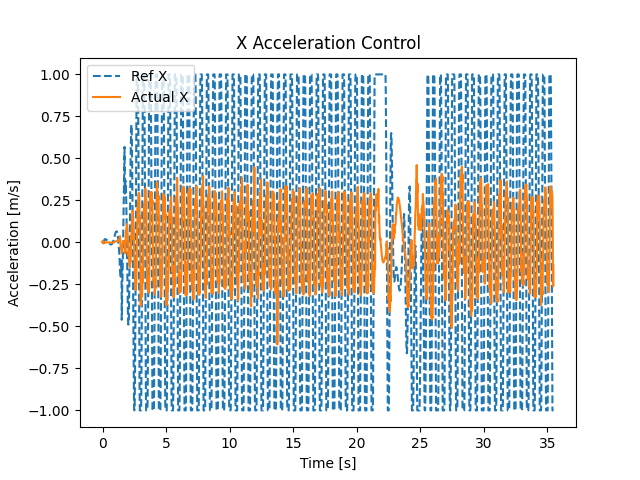 X Acceleration Control
Ref X
Actual X
1.00
0.75
0.50
0.25
0.00
−0.25
−0.50
−0.75
−1.00
Acceleration [m/s]
0 5 10 15 20 25 30 35
Time [s]